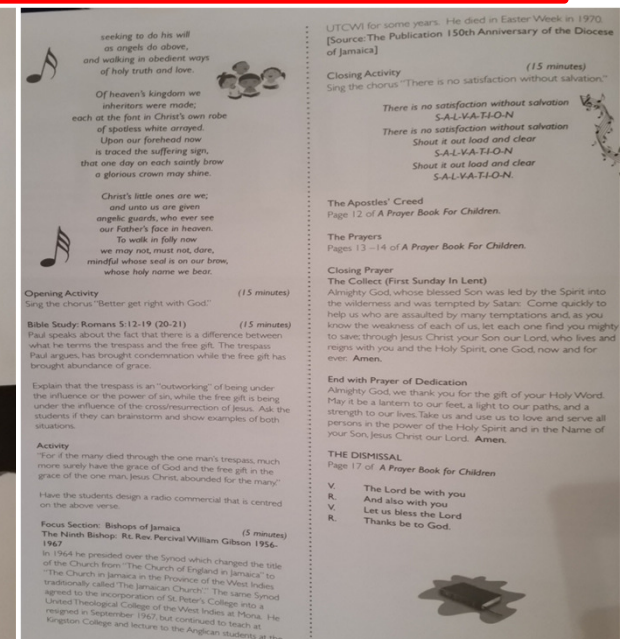 seeking to do his will
as angels do above,
and walking in obedient ways
of holy truth and love.
Of heaven's kingdom we
inheritors were made;
each at the font in Christ's own robe
of spotless white arrayed.
Upon our forehead now
is traced the suffering sign,
that one day on each saintly brow
a glorious crown may shine.
Christ's little ones are we;
and unto us are given
angelic guards, who ever see
our Father's face in heaven.
To walk in folly now
we may not, must not, dare,
mindful whose seal is on our brow,
whose holy name we bear.
Opening Activity (15 minutes)
Sing the chorus "Better get right with God."
Bible Study: Romans 5:12-19 (20-21) (15 minutes)
Paul speaks about the fact that there is a difference between
what he terms the trespass and the free gift. The trespass
Paul argues, has brought condemnation while the free gift has
brought abundance of grace.
Explain that the trespass is an "outworking" of being under
the influence or the power of sin, while the free gift is being
under the influence of the cross/resurrection of Jesus. Ask the
students if they can brainstorm and show examples of both
situations.
Activity
"For if the many died through the one man's trespass, much
more surely have the grace of God and the free gift in the
grace of the one man, Jesus Christ, abounded for the many."
Have the students design a radio commercial that is centred
on the above verse.
Focus Section: Bishops of Jamaica (5 minutes)
The Ninth Bishop: Rt. Rev. Percival William Gibson 1956-
1967
In 1964 he presided over the Synod which changed the title
of the Church from "The Church of England in Jamaica" to
"The Church in Jamaica in the Province of the West Indies
traditionally called 'The Jamaican Church'." The same Synod
agreed to the incorporation of St. Peter's College into a
United Theological College of the West Indies at Mona. He
resigned in September 1967, but continued to teach at
Kingston College and lecture to the Anglican students at the
UTCWI for some years. He died in Easter Week in 1970.
[Source: The Publication 150th Anniversary of the Diocese
of Jamaica]
Closing Activity (15 minutes)
Sing the chorus "There is no satisfaction without salvation."
There is no satisfaction without salvation
S-A-L-V-A-T-I-O-N
There is no satisfaction without salvation
Shout it out load and clear
S-A-L-V-A-T-I-O-N
Shout it out load and clear
S-A-L-V-A-T-I-O-N.
The Apostles' Creed
Page 12 of A Prayer Book For Children.
The Prayers
Pages 13 -14 of A Prayer Book For Children.
Closing Prayer
The Collect (First Sunday In Lent)
Almighty God, whose blessed Son was led by the Spirit into
the wilderness and was tempted by Satan: Come quickly to
help us who are assaulted by many temptations and, as you
know the weakness of each of us, let each one find you mighty
to save; through Jesus Christ your Son our Lord, who lives and
reigns with you and the Holy Spirit, one God, now and for
ever. Amen.
End with Prayer of Dedication
Almighty God, we thank you for the gift of your Holy Word.
May it be a lantern to our feet, a light to our paths, and a
strength to our lives. Take us and use us to love and serve all
persons in the power of the Holy Spirit and in the Name of
your Son, Jesus Christ our Lord. Amen.
THE DISMISSAL
Page 17 of A Prayer Book for Children
V. The Lord be with you
R. And also with you
V. Let us bless the Lord
R. Thanks be to God.